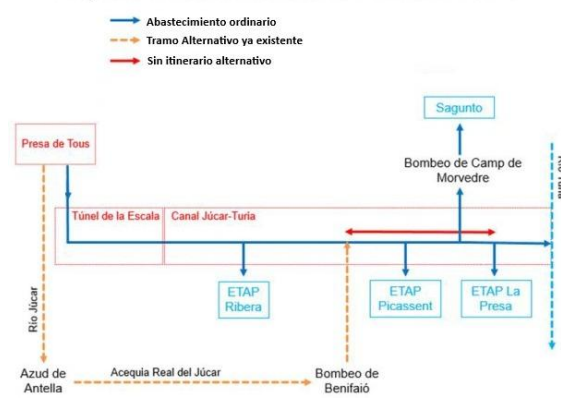 Abastecimiento ordinario
Tramo Alternativo ya existente
Sin itinerario alternativo
Sagunto
Presa de Tous
Bombeo de Camp de
Morvedre
Túnel de la Escala
Canal Júcar-Turia
ETAP
Ribera
ETAP
Picassent
ETAP La
Presa
Río Júcar
Azud de
Antella
Acequia Real del Júcar
Bombeo de
Benifaió